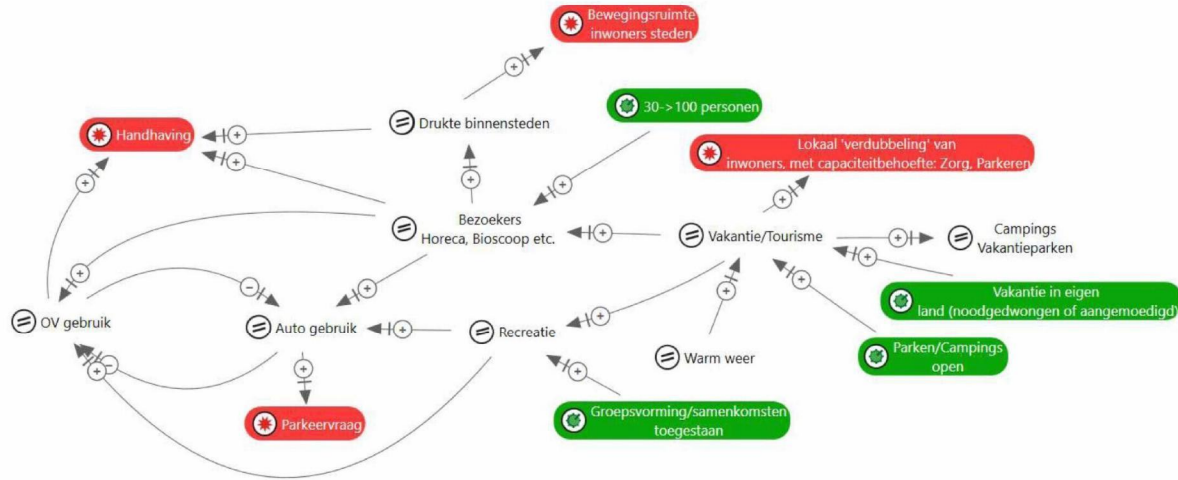 Bewegingsruimte
inwoners steden
30->100 personen
Handhaving
Drukte binnensteden
Lokaal 'verdubbeling' van
inwoners, met capaciteitbehoefte: Zorg, Parkeren
Bezoekers
Horeca, Bioscoop etc.
Vakantie/Tourisme
Campings
Vakantieparken
Vakantie in eigen
land (noodgedwongen of aangemoedigd)
OV gebruik
Auto gebruik
Recreatie
Warm weer
Parken/Campings
open
Groepsvorming/samenkomsten
toegestaan
Parkeervraag